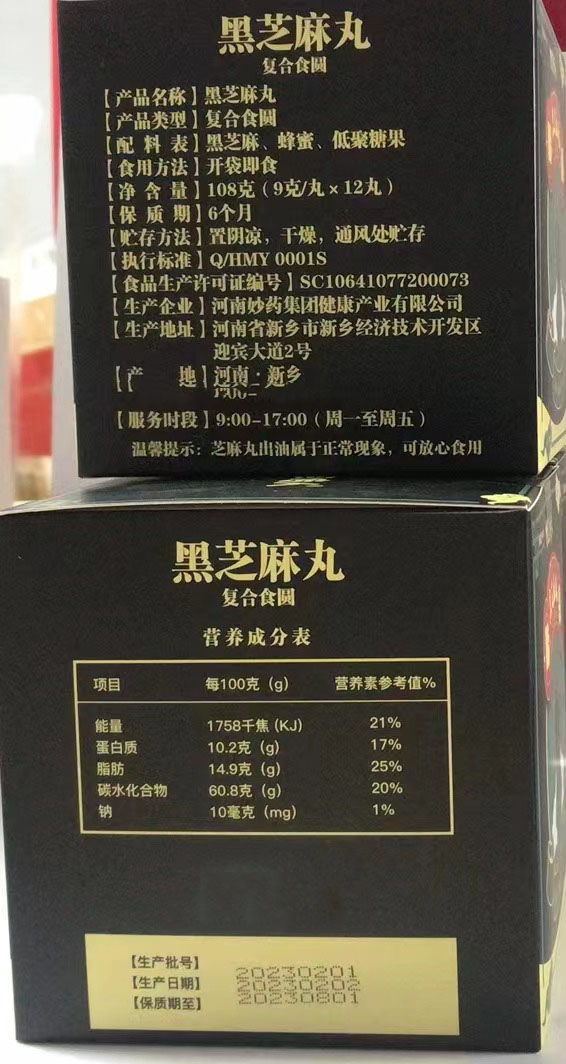 黑芝麻丸
复合食圆
【产品名称】黑芝麻丸
【产品类型】复合食圆
【配 料 表】黑芝麻、蜂蜜、低聚糖果
【食用方法】开袋即食
【净 含 量】108克（9克/丸×12丸）
【保 质 期】6个月
【贮存方法】置阴凉，干燥，通风处贮存
【执行标准】Q/HMY 0001S
【食品生产许可证编号】SC10641077200073
【生产企业】河南妙药集团健康产业有限公司
【生产地址】河南省新乡市新乡经济技术开发区
迎宾大道2号
【产 地】河南·新乡
【服务时段】9:00-17:00（周一至周五）
温馨提示：芝麻丸出油属于正常现象，可放心食用
黑芝麻丸
复合食圆
营养成分表
项目 每100克（g） 营养素参考值%
能量 1758千焦(KJ) 21%
蛋白质 10.2克（g） 17%
脂肪 14.9克（g） 25%
碳水化合物 60.8克（g） 20%
钠 10毫克（mg） 1%
【生产批号】 20230201
【生产日期】 20230202
【保质期至】 20230801